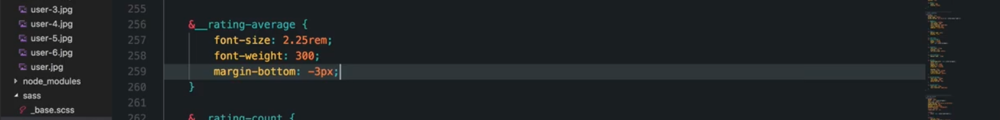 user-3.jpg
user-4.jpg
user-5.jpg
user-6.jpg
user.jpg
node_modules
sass
_base.scss
255
256 &__rating-average {
257 font-size: 2.25rem;
258 font-weight: 300;
259 margin-bottom: -3px;
260 }
261
262 &__rating-count {